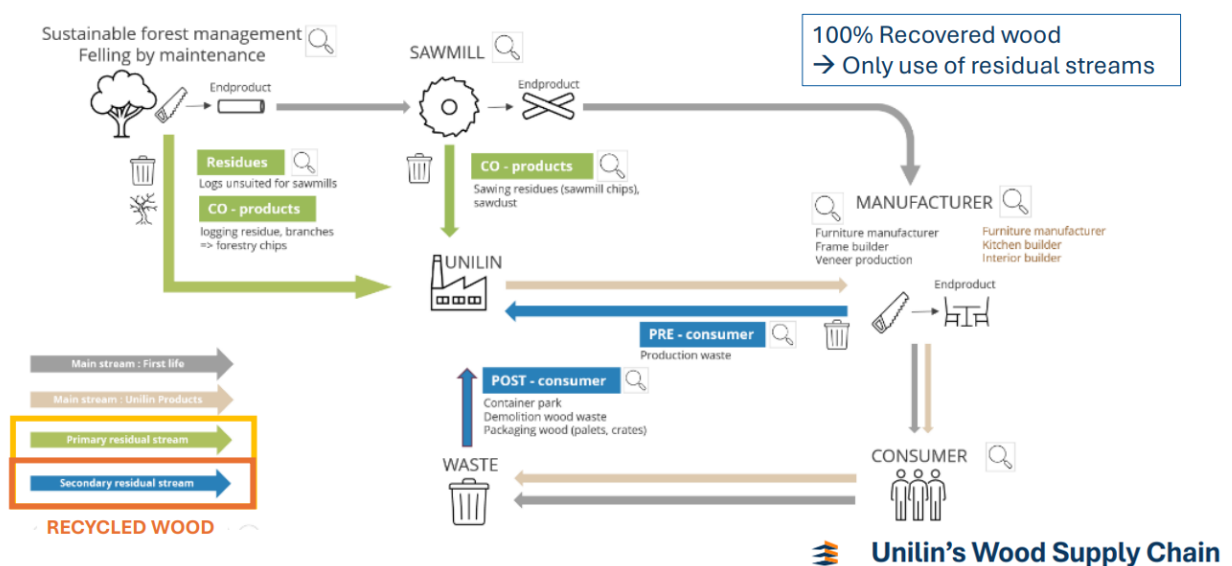 Sustainable forest management
Felling by maintenance
Endproduct
SAWMILL
Endproduct
100% Recovered wood
→ Only use of residual streams
Residues
Logs unsuited for sawmills
CO - products
logging residue, branches
=> forestry chips
CO - products
Sawing residues (sawmill chips),
sawdust
MANUFACTURER
Furniture manufacturer
Frame builder
Veneer production
Furniture manufacturer
Kitchen builder
Interior builder
Endproduct
UNILIN
PRE - consumer
Production waste
POST - consumer
Container park
Demolition wood waste
Packaging wood (palets, crates)
Main stream : First life
Main stream : Unilin Products
Primary residual stream
Secondary residual stream
RECYCLED WOOD
WASTE
CONSUMER
Unilin's Wood Supply Chain